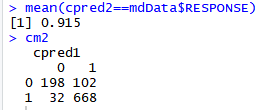 > mean(cpred2==mdData$RESPONSE)
[1] 0.915
> cm2
   cpred1
      0   1
  0 198 102
  1  32 668